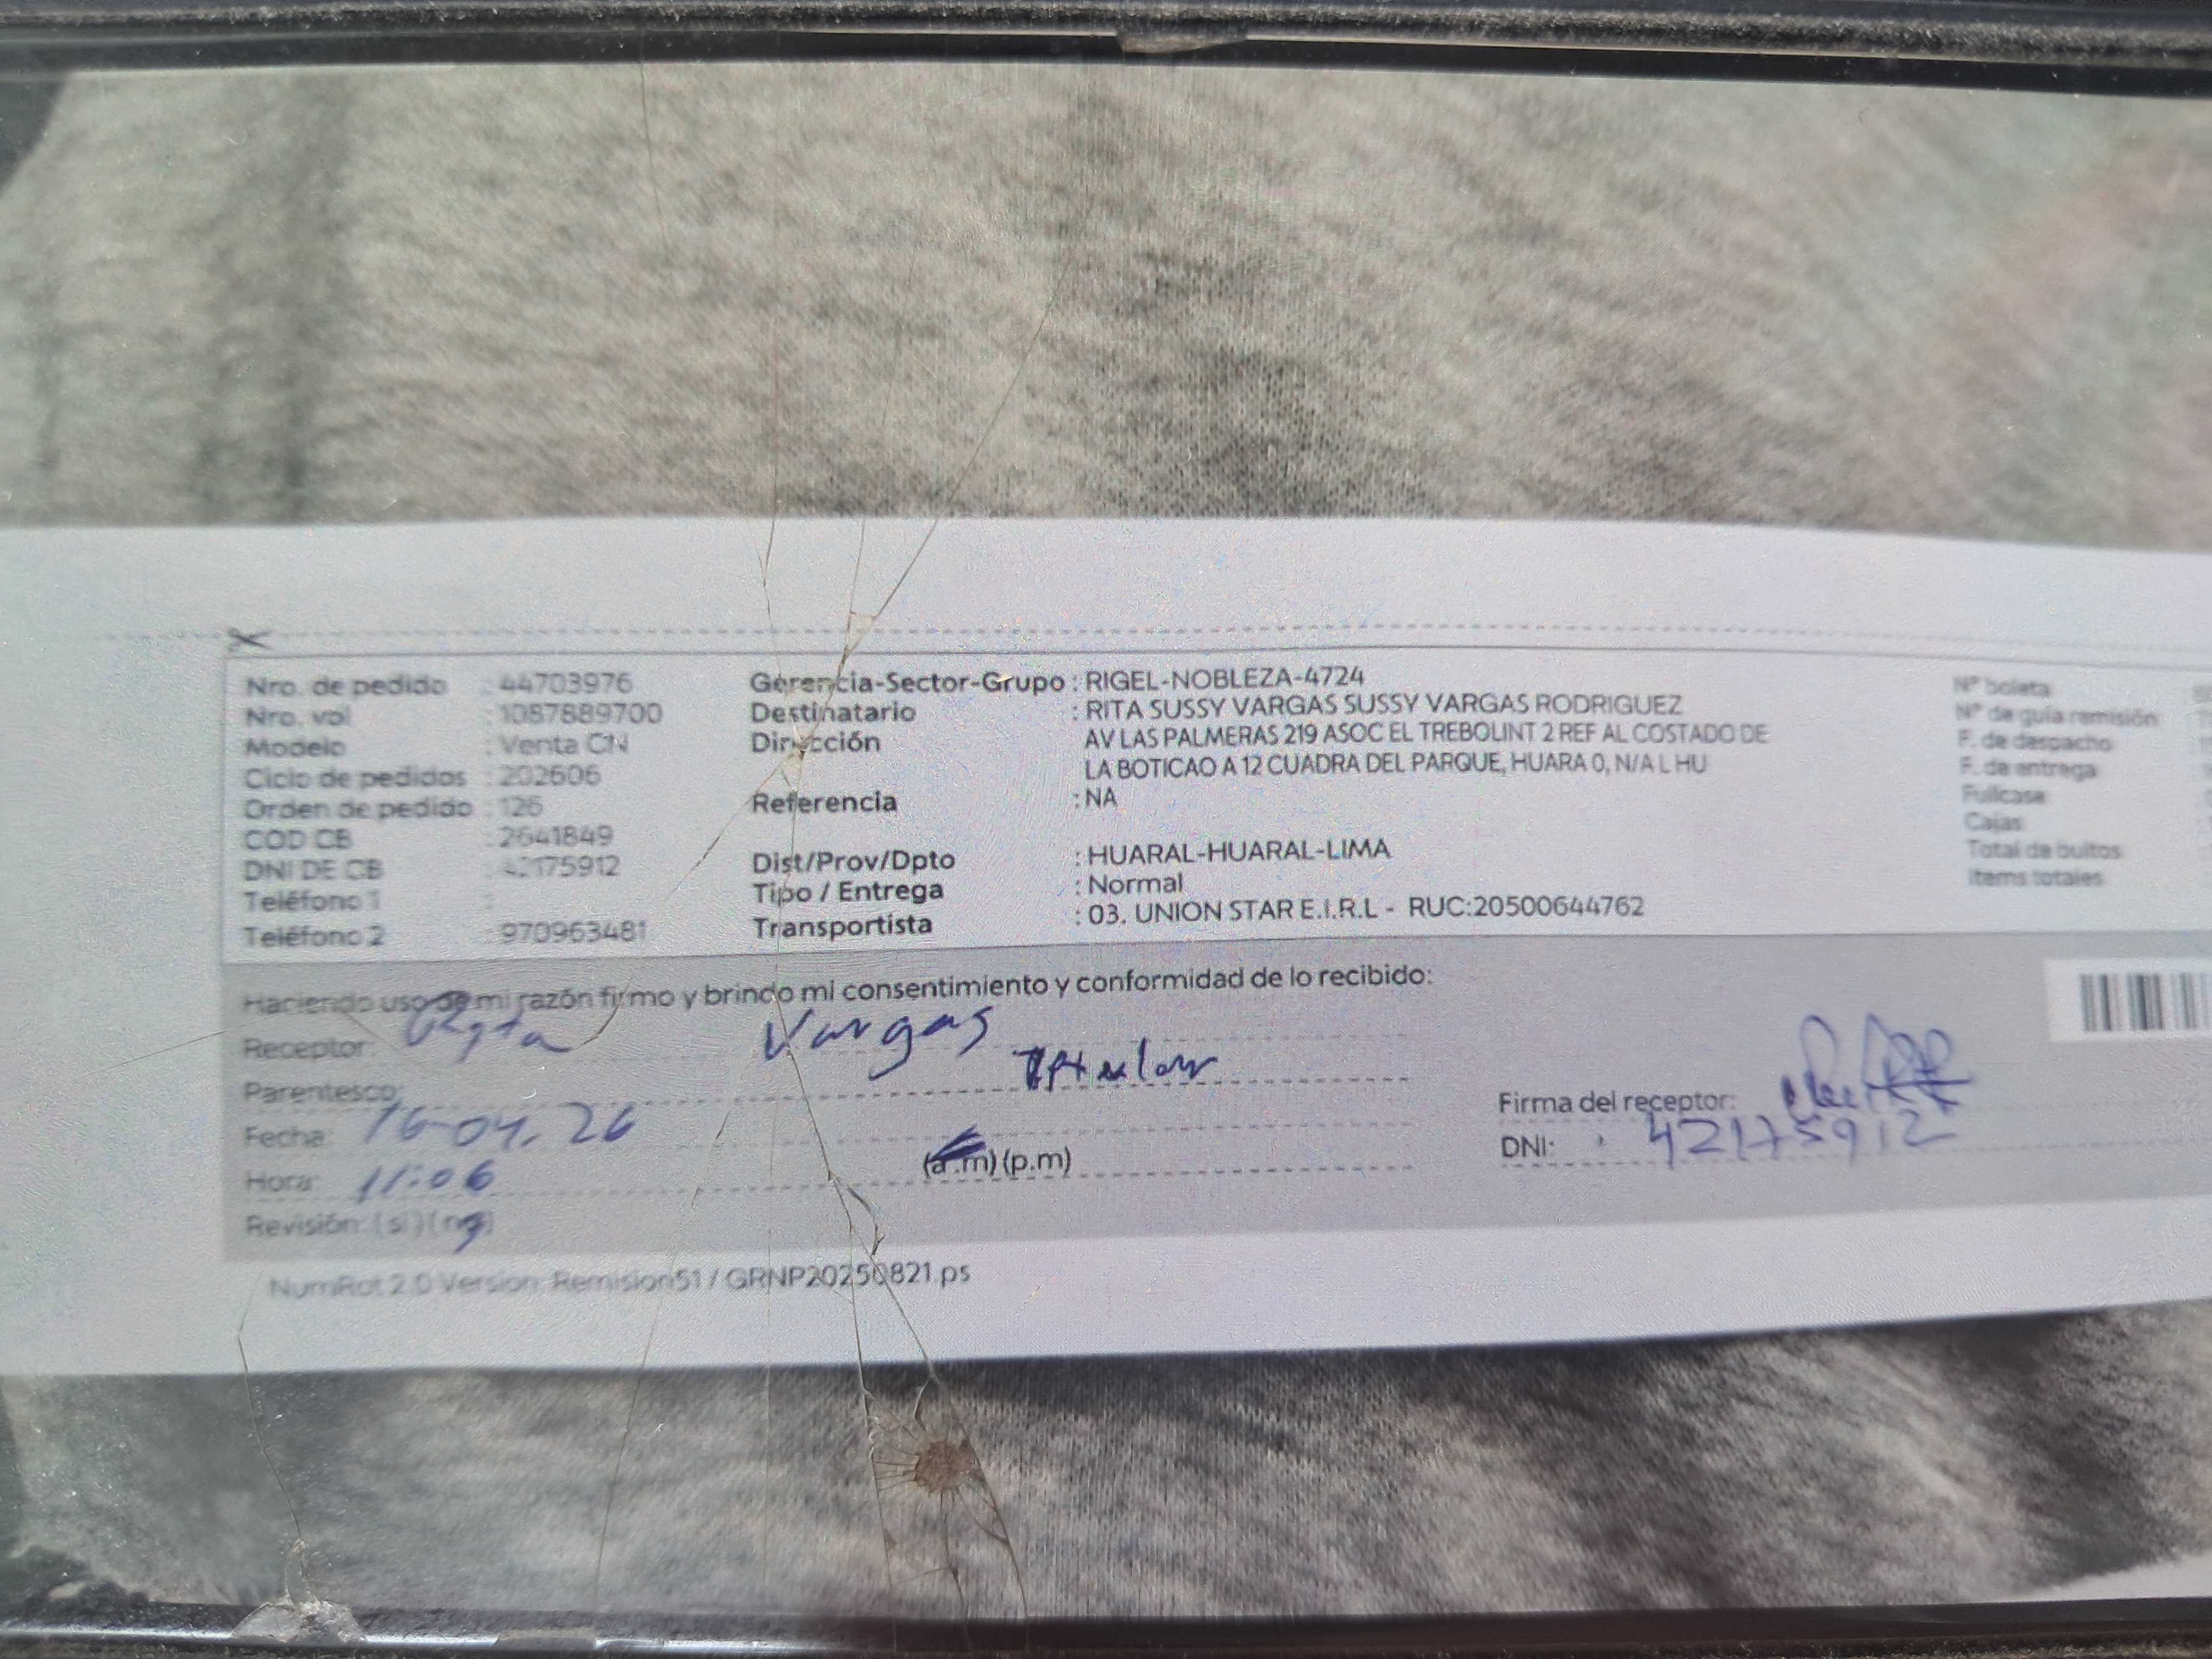 Nro. de pedido : 44703976
Nro. vol : 1087889700
Modelo : Venta CN
Ciclo de pedidos : 202606
Orden de pedido : 126
COD CB : 2641849
DNI DE CB : 42175912
Teléfono 1 :
Teléfono 2 : 970963481
Gerencia-Sector-Grupo : RIGEL-NOBLEZA-4724
Destinatario : RITA SUSSY VARGAS SUSSY VARGAS RODRIGUEZ
Dirección AV LAS PALMERAS 219 ASOC EL TREBOLINT 2 REF AL COSTADO DE
LA BOTICAO A 12 CUADRA DEL PARQUE, HUARA 0, N/A L HU
Referencia : NA
Dist/Prov/Dpto : HUARAL-HUARAL-LIMA
Tipo / Entrega : Normal
Transportista : 03. UNION STAR E.I.R.L - RUC:20500644762
N° boleta
N° de guia remisión
F. de despacho
F. de entrega
Fullcase
Cajas
Total de bultos
Items totales
Haciendo uso de mi razón firmo y brindo mi consentimiento y conformidad de lo recibido:
Receptor: Vargas
Parentesco:
Fecha: 16-04.26
Hora: 11:06 (a.m) (p.m)
Revisión: (si) (no)
Firma del receptor:
DNI: 42175912
NumRot 2.0 Version: Remision51 / GRNP20250821.ps